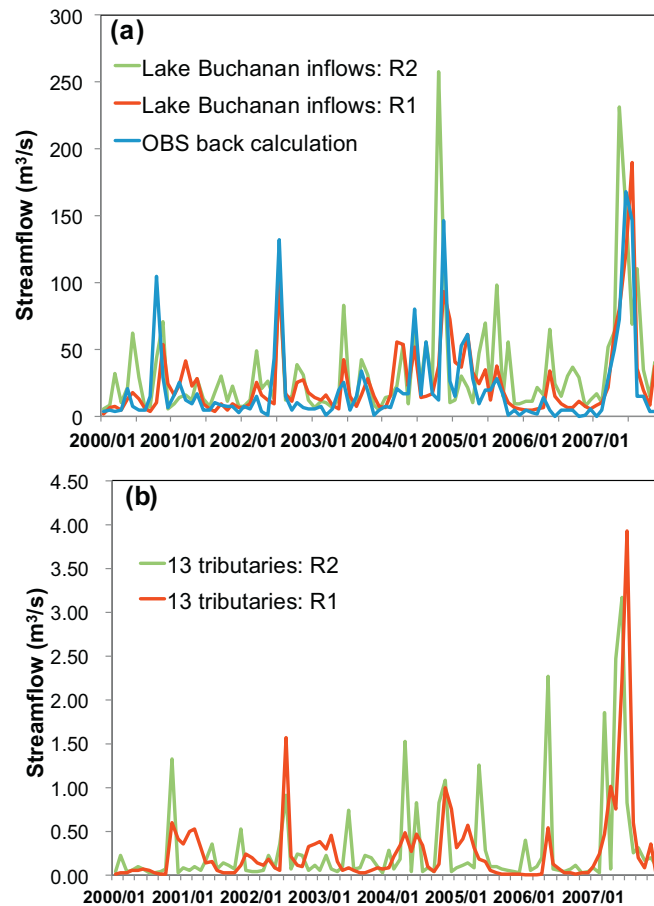 (a)
Lake Buchanan inflows: R2
Lake Buchanan inflows: R1
OBS back calculation
Streamflow (m³/s)
300
250
200
150
100
50
0
2000/01 2001/01 2002/01 2003/01 2004/01 2005/01 2006/01 2007/01
(b)
13 tributaries: R2
13 tributaries: R1
Streamflow (m³/s)
4.50
4.00
3.50
3.00
2.50
2.00
1.50
1.00
0.50
0.00
2000/01 2001/01 2002/01 2003/01 2004/01 2005/01 2006/01 2007/01